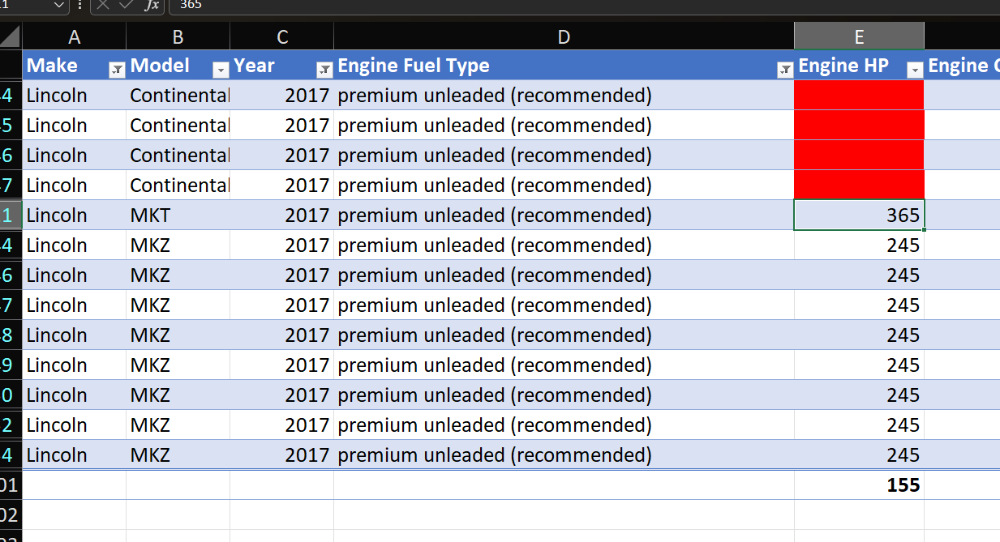 1 fx 365
A B C D E
Make Model Year Engine Fuel Type Engine HP Engine
4 Lincoln Continental 2017 premium unleaded (recommended)
5 Lincoln Continental 2017 premium unleaded (recommended)
6 Lincoln Continental 2017 premium unleaded (recommended)
7 Lincoln Continental 2017 premium unleaded (recommended)
1 Lincoln MKT 2017 premium unleaded (recommended) 365
4 Lincoln MKZ 2017 premium unleaded (recommended) 245
6 Lincoln MKZ 2017 premium unleaded (recommended) 245
7 Lincoln MKZ 2017 premium unleaded (recommended) 245
8 Lincoln MKZ 2017 premium unleaded (recommended) 245
9 Lincoln MKZ 2017 premium unleaded (recommended) 245
0 Lincoln MKZ 2017 premium unleaded (recommended) 245
2 Lincoln MKZ 2017 premium unleaded (recommended) 245
4 Lincoln MKZ 2017 premium unleaded (recommended) 245
01 155
02